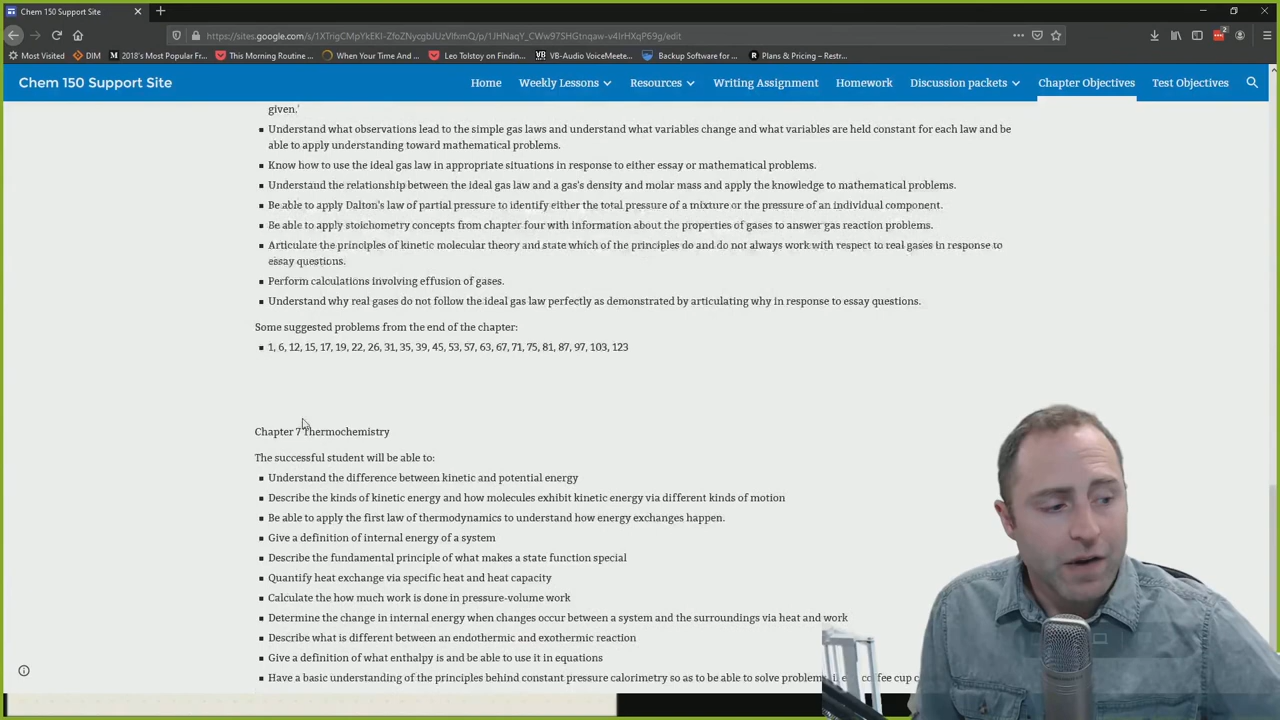 Chem 150 Support Site
https://sites.google.com/s/1XTriqCMpYkEKI-ZfoZNycgbJUzVlfxmQ/p/1JHNaqY_CWw97SHGtnqaw-v4IrHXqP69g/edit
Most Visited DIM 2018's Most Popular Fr... This Morning Routine ... When Your Time And ... Leo Tolstoy on Findin... VB-Audio VoiceMeete... Backup Software for ... Plans & Pricing – Restr...
Chem 150 Support Site Home Weekly Lessons Resources Writing Assignment Homework Discussion packets Chapter Objectives Test Objectives
given.'
Understand what observations lead to the simple gas laws and understand what variables change and what variables are held constant for each law and be
able to apply understanding toward mathematical problems.
Know how to use the ideal gas law in appropriate situations in response to either essay or mathematical problems.
Understand the relationship between the ideal gas law and a gas's density and molar mass and apply the knowledge to mathematical problems.
Be able to apply Dalton's law of partial pressure to identify either the total pressure of a mixture or the pressure of an individual component.
Be able to apply stoichometry concepts from chapter four with information about the properties of gases to answer gas reaction problems.
Articulate the principles of kinetic molecular theory and state which of the principles do and do not always work with respect to real gases in response to
essay questions.
Perform calculations involving effusion of gases.
Understand why real gases do not follow the ideal gas law perfectly as demonstrated by articulating why in response to essay questions.
Some suggested problems from the end of the chapter:
1, 6, 12, 15, 17, 19, 22, 26, 31, 35, 39, 45, 53, 57, 63, 67, 71, 75, 81, 87, 97, 103, 123
Chapter 7 Thermochemistry
The successful student will be able to:
Understand the difference between kinetic and potential energy
Describe the kinds of kinetic energy and how molecules exhibit kinetic energy via different kinds of motion
Be able to apply the first law of thermodynamics to understand how energy exchanges happen.
Give a definition of internal energy of a system
Describe the fundamental principle of what makes a state function special
Quantify heat exchange via specific heat and heat capacity
Calculate the how much work is done in pressure-volume work
Determine the change in internal energy when changes occur between a system and the surroundings via heat and work
Describe what is different between an endothermic and exothermic reaction
Give a definition of what enthalpy is and be able to use it in equations
Have a basic understanding of the principles behind constant pressure calorimetry so as to be able to solve problems coffee cup